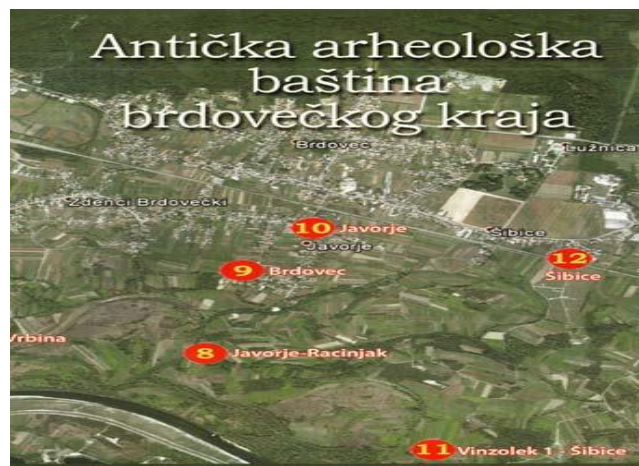 Antička arheološka
baština
brdovečkog kraja
Brdovec
Lužnica
Zdenci Brdovečki
10 Javorje
Šibice
Javorje
12
9 Brdovec
Šibice
Vrbina
8 Javorje-Racinjak
11 Vinzolek 1 - Šibice